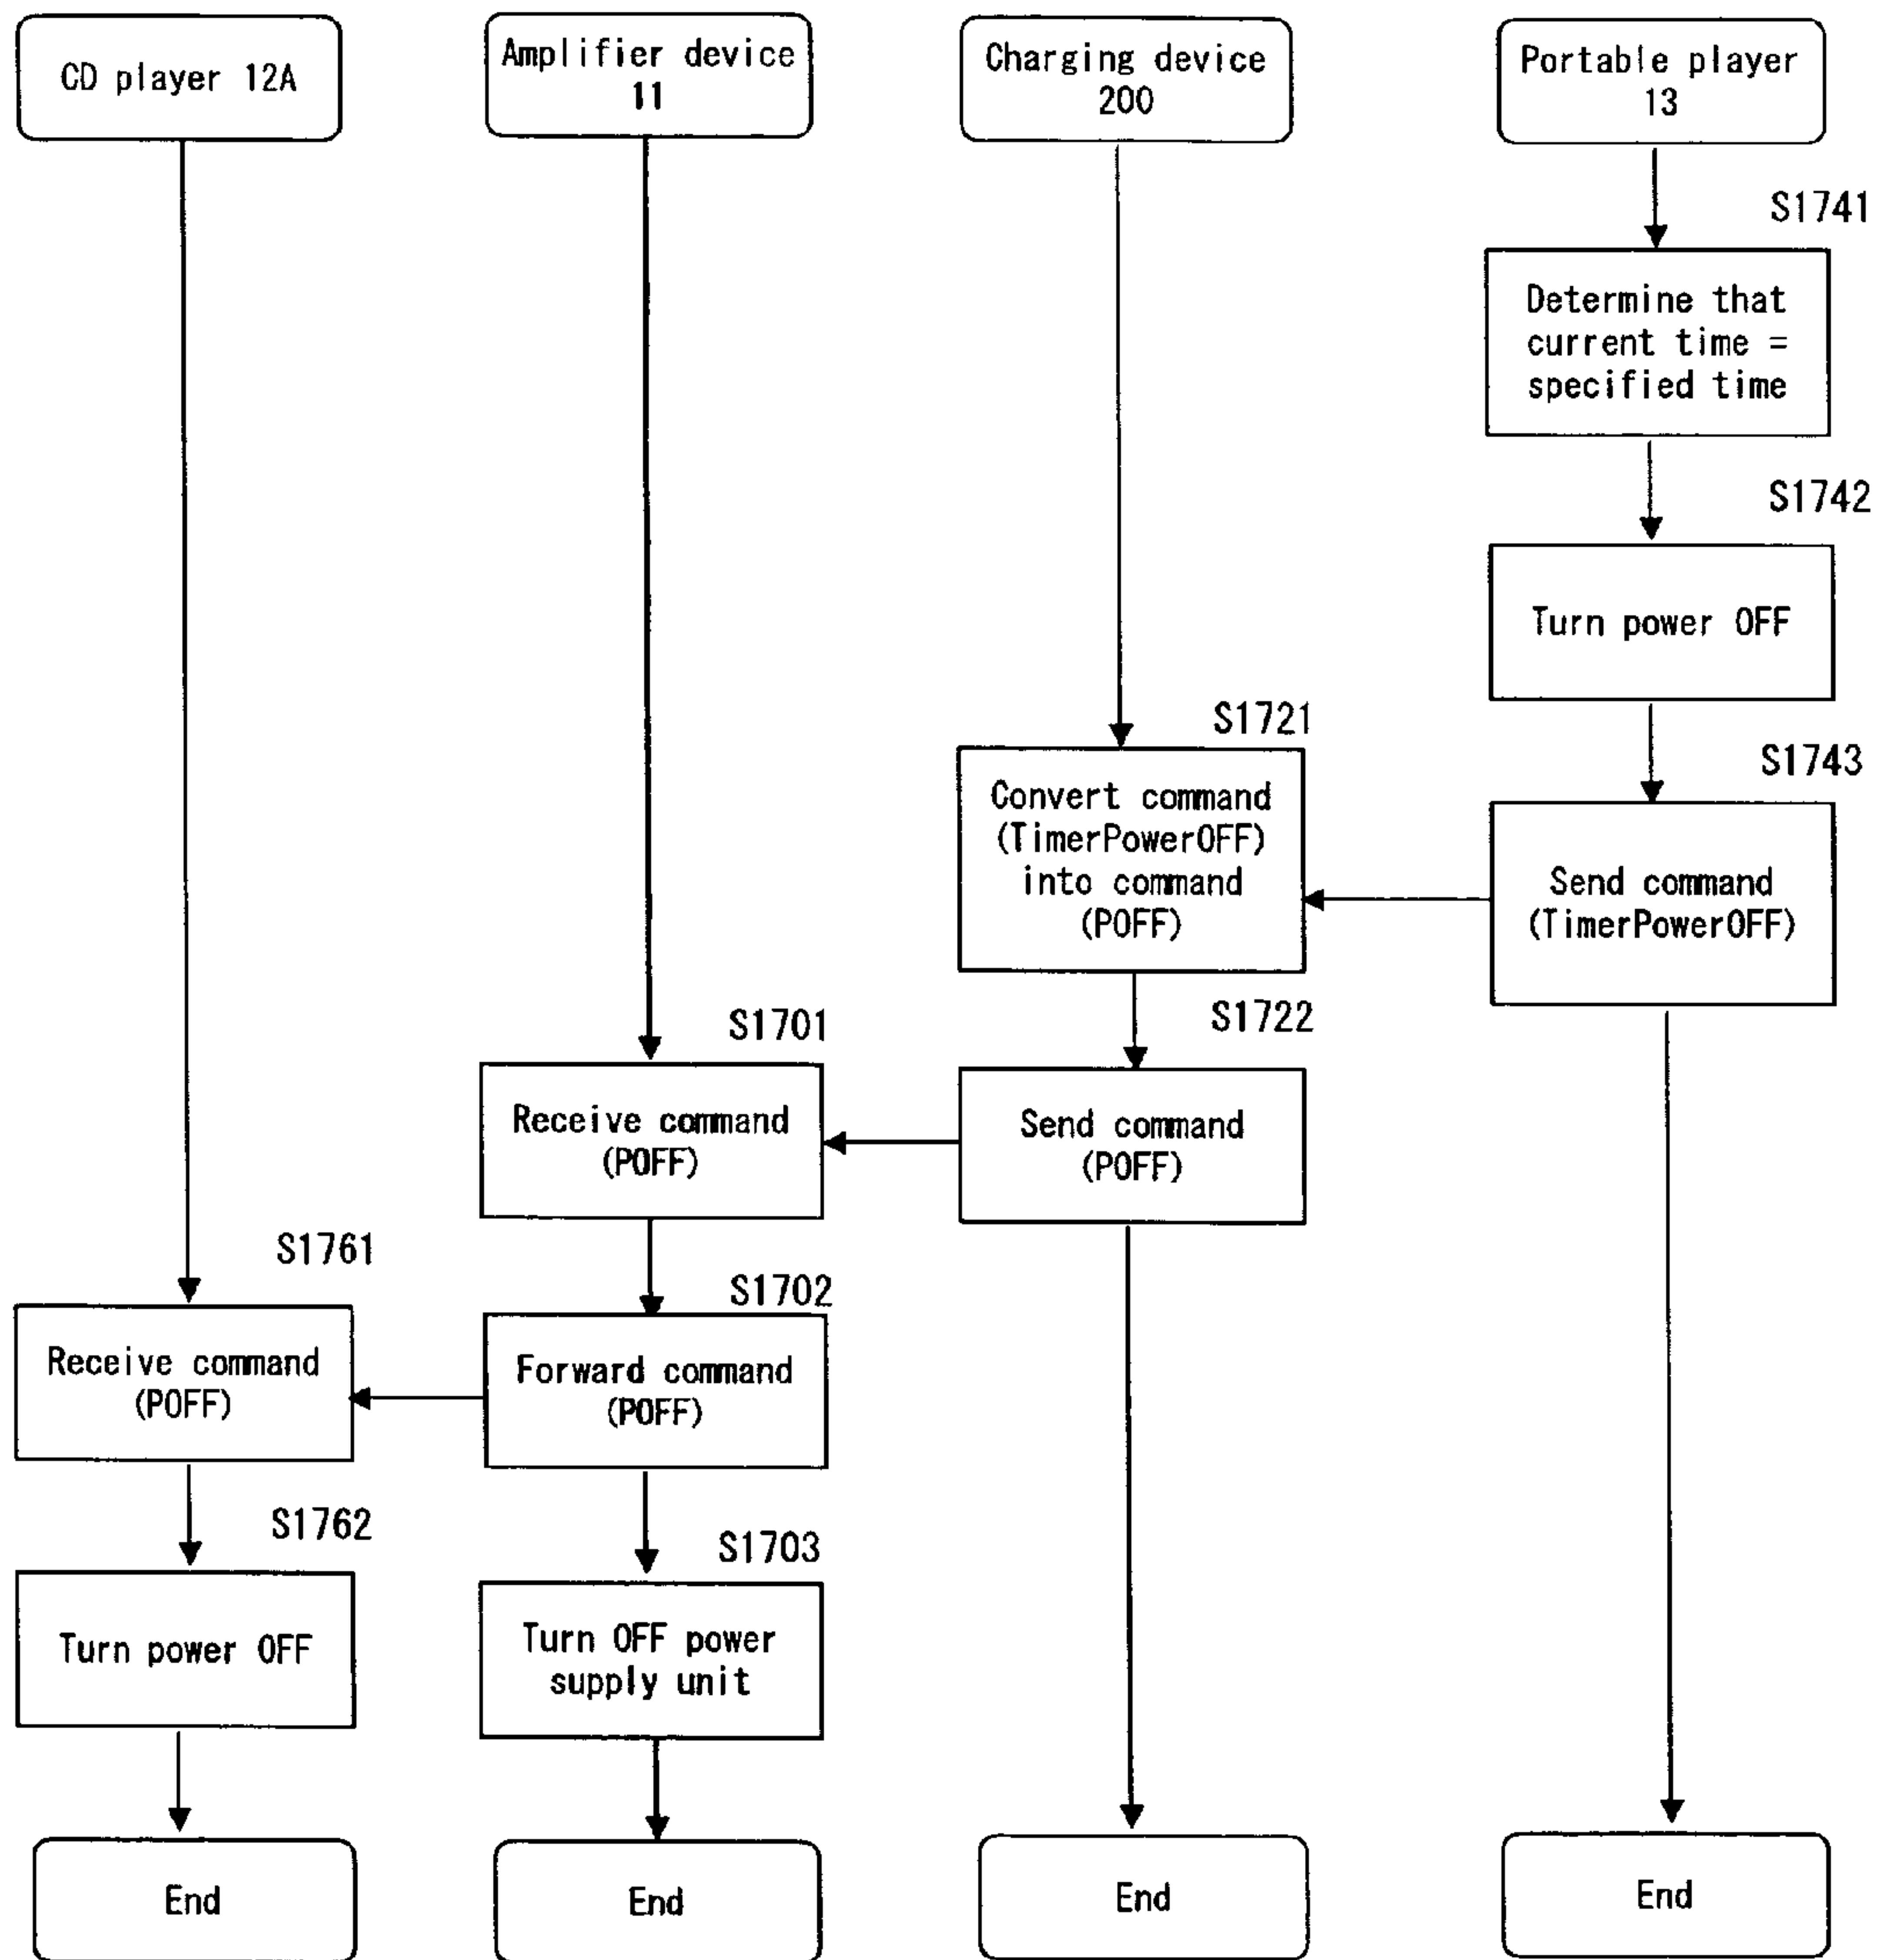 CD player 12A
Amplifier device
11
Charging device
200
Portable player
13
S1741
Determine that
current time =
specified time
S1742
Turn power OFF
S1721
S1743
Convert command
(TimerPowerOFF)
into command
(POFF)
Send command
(TimerPowerOFF)
S1701
S1722
Receive command
(POFF)
Send command
(POFF)
S1761
S1702
Receive command
(POFF)
Forward command
(POFF)
S1762
S1703
Turn power OFF
Turn OFF power
supply unit
End
End
End
End